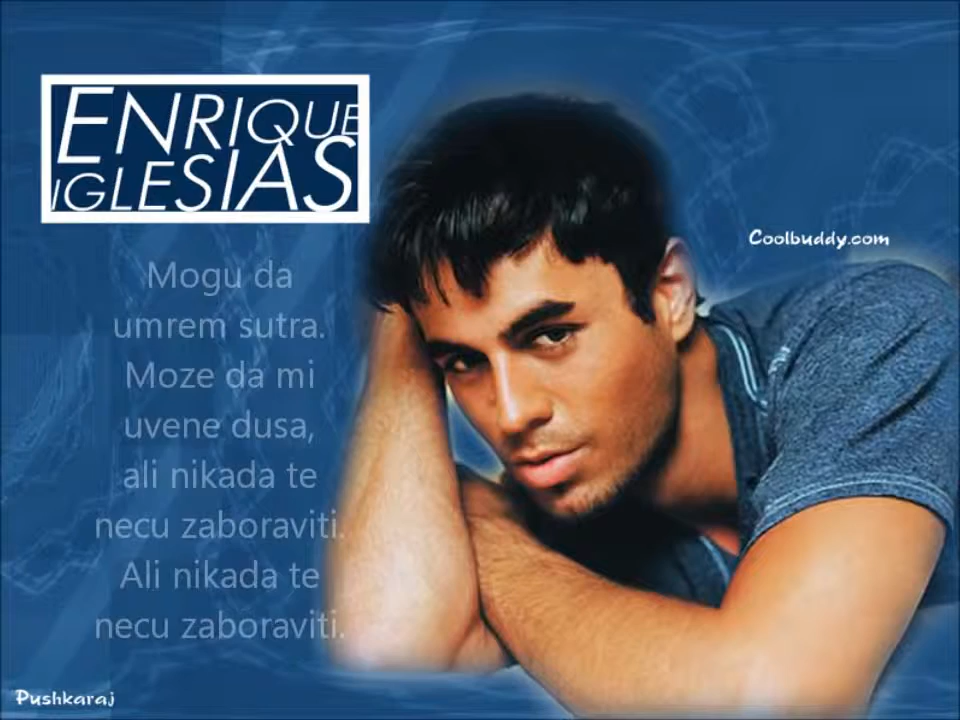 ENRIQUE
IGLESIAS
Coolbuddy.com
Mogu da
umrem sutra.
Moze da mi
uvene dusa,
ali nikada te
necu zaboraviti.
Ali nikada te
necu zaboraviti.
Pushkaraj